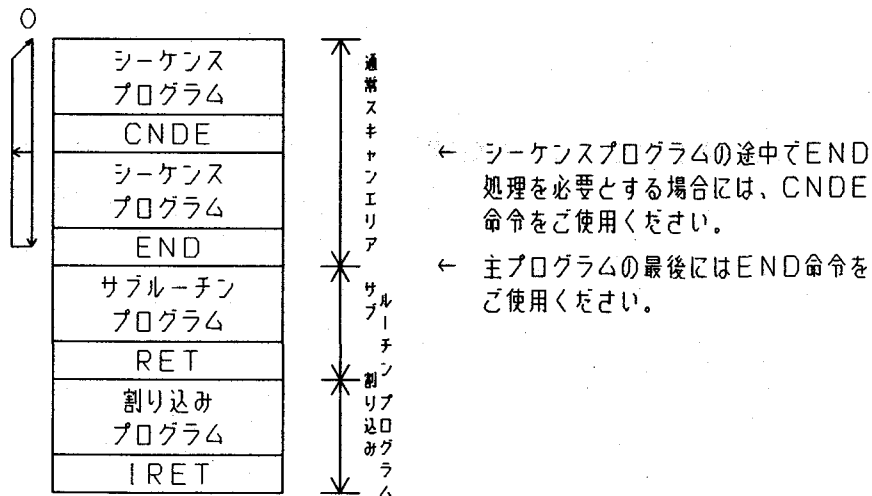 0
シーケンス
プログラム
CNDE
シーケンス
プログラム
END
サブルーチン
プログラム
RET
割り込み
プログラム
IRET
通常スキャンエリア
サブルーチン
割り込みプログラム
← シーケンスプログラムの途中でEND
処理を必要とする場合には、CNDE
命令をご使用ください。
← 主プログラムの最後にはEND命令を
ご使用ください。